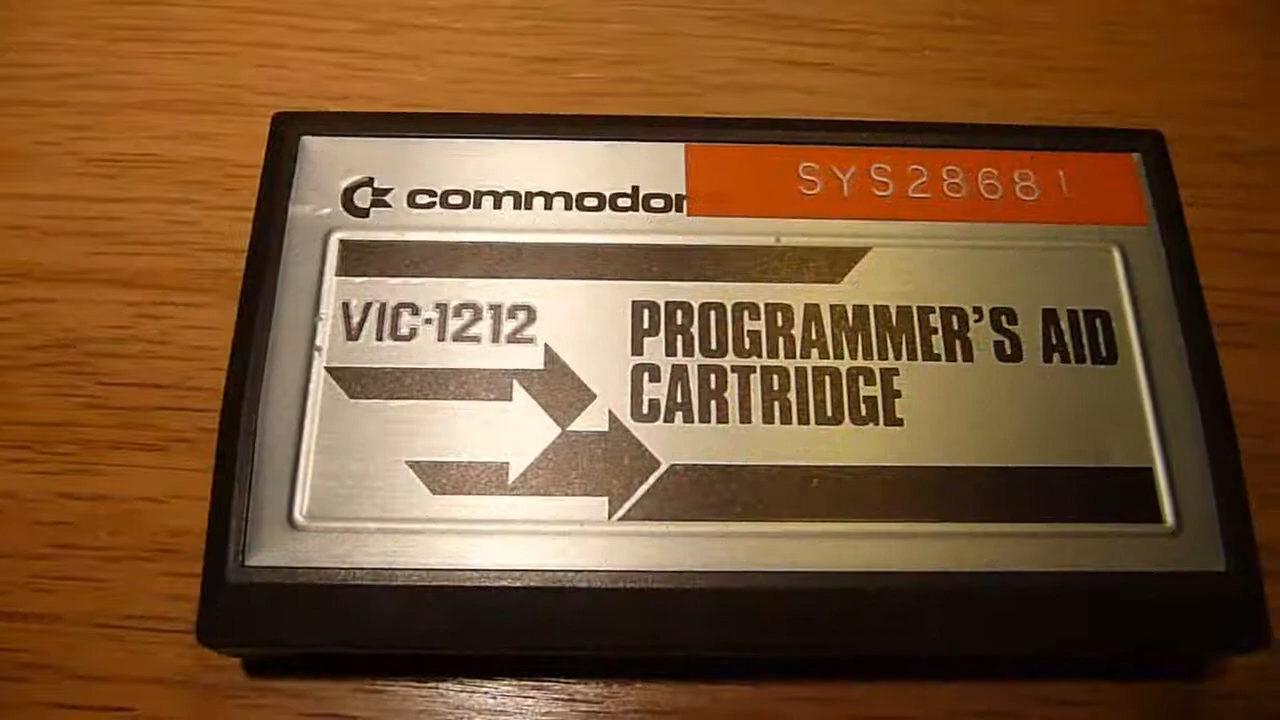 commodor
SYS28681
VIC-1212
PROGRAMMER'S AID
CARTRIDGE